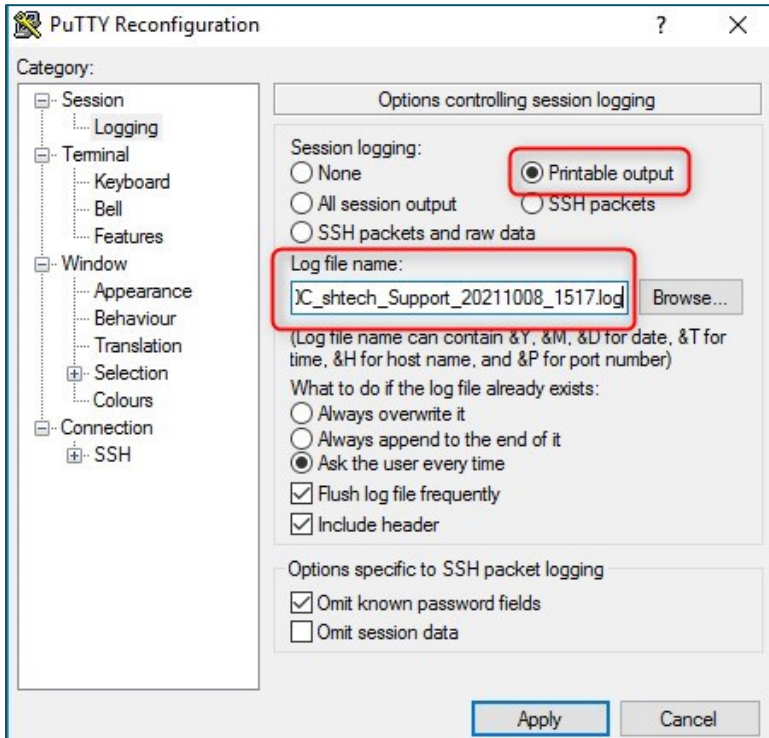 PuTTY Reconfiguration
Category:
Session
Logging
Terminal
Keyboard
Bell
Features
Window
Appearance
Behaviour
Translation
Selection
Colours
Connection
SSH
Options controlling session logging
Session logging:
None
Printable output
All session output
SSH packets
SSH packets and raw data
Log file name:
C_shtech_Support_20211008_1517.log
Browse...
(Log file name can contain &Y, &M, &D for date, &T for
time, &H for host name, and &P for port number)
What to do if the log file already exists:
Always overwrite it
Always append to the end of it
Ask the user every time
Flush log file frequently
Include header
Options specific to SSH packet logging
Omit known password fields
Omit session data
Apply
Cancel